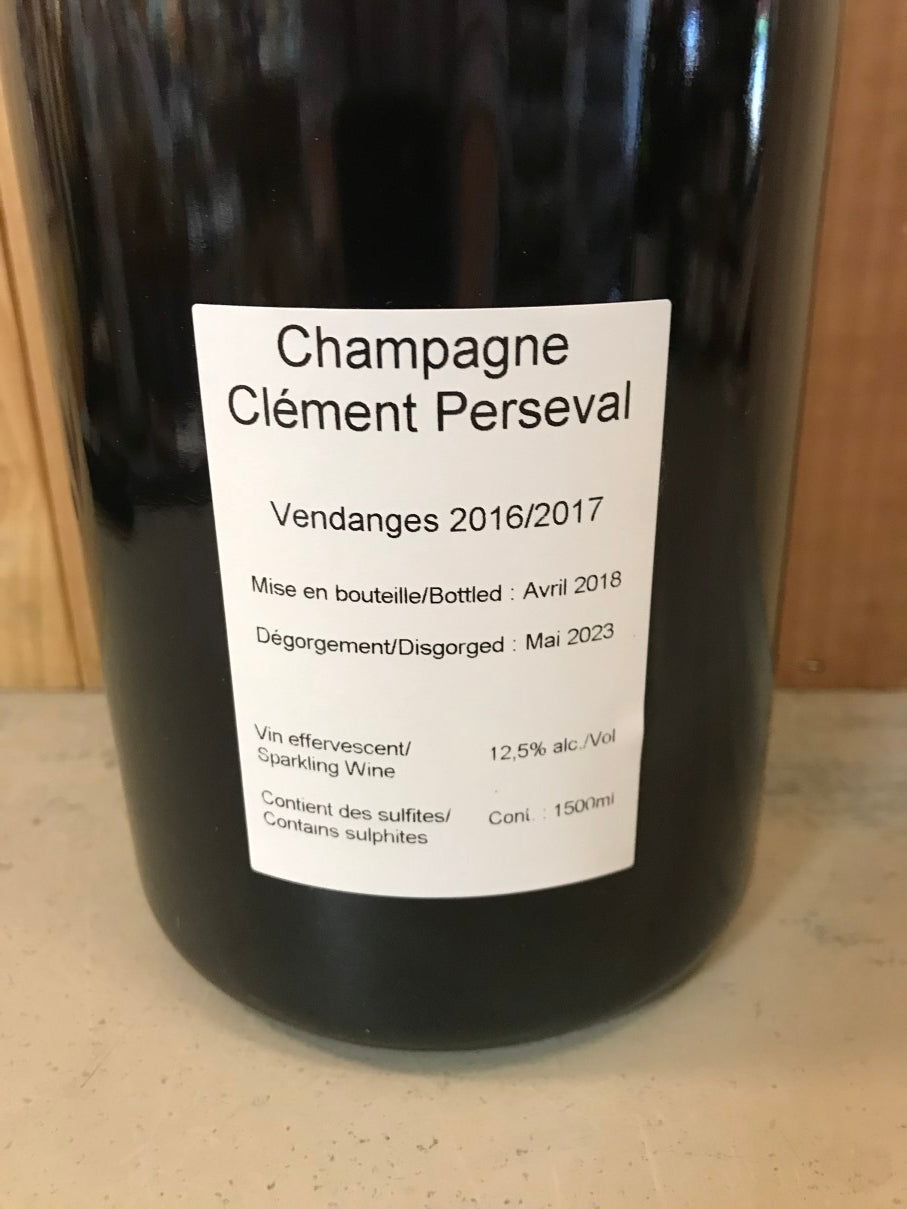 Champagne
Clément Perseval
Vendanges 2016/2017
Mise en bouteille/Bottled : Avril 2018
Dégorgement/Disgorged : Mai 2023
Vin effervescent/
Sparkling Wine
12,5% alc./Vol
Contient des sulfites/
Contains sulphites
Cont. : 1500ml